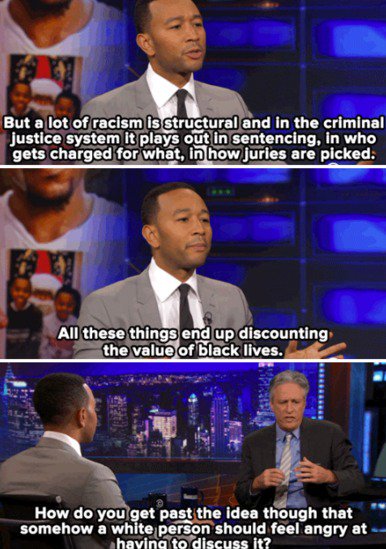 But a lot of racism is structural and in the criminal
justice system it plays out in sentencing, in who
gets charged for what, in how juries are picked.
All these things end up discounting
the value of black lives.
How do you get past the idea though that
somehow a white person should feel angry at
having to discuss it?